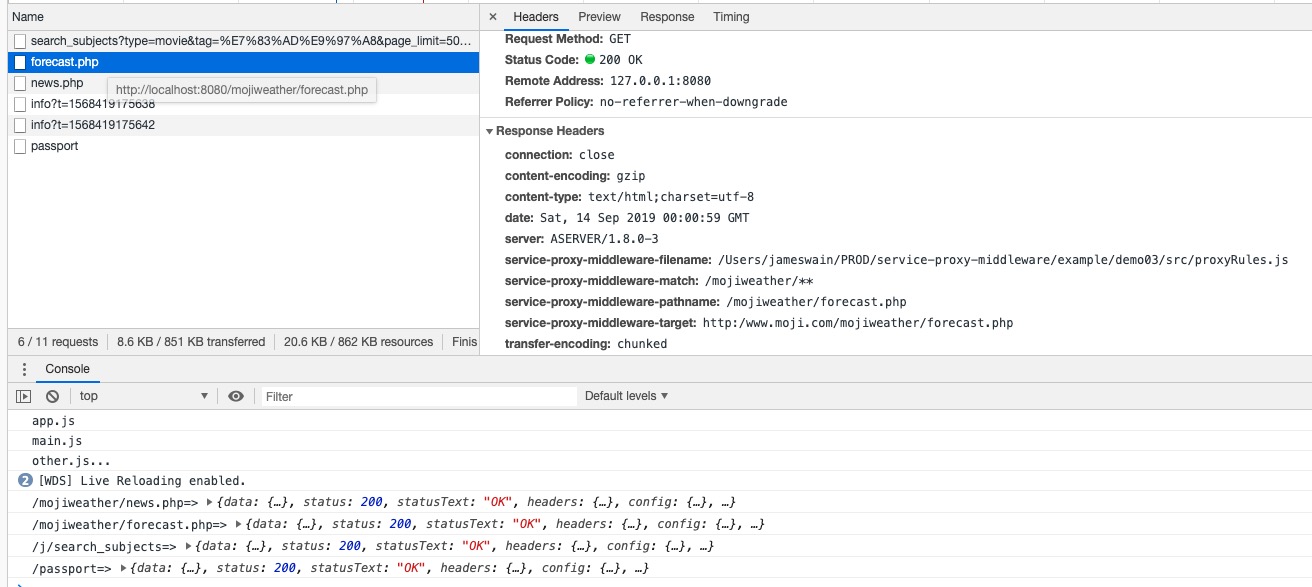 Name
search_subjects?type=movie&tag=%E7%83%AD%E9%97%A8&page_limit=50...
forecast.php
news.php
http://localhost:8080/mojiweather/forecast.php
info?t=1568419175638
info?t=1568419175642
passport
6 / 11 requests
8.6 KB / 851 KB transferred
20.6 KB / 862 KB resources
Finis
× Headers Preview Response Timing
Request Method: GET
Status Code: 200 OK
Remote Address: 127.0.0.1:8080
Referrer Policy: no-referrer-when-downgrade
Response Headers
connection: close
content-encoding: gzip
content-type: text/html;charset=utf-8
date: Sat, 14 Sep 2019 00:00:59 GMT
server: ASERVER/1.8.0-3
service-proxy-middleware-filename: /Users/jameswain/PROD/service-proxy-middleware/example/demo03/src/proxyRules.js
service-proxy-middleware-match: /mojiweather/**
service-proxy-middleware-pathname: /mojiweather/forecast.php
service-proxy-middleware-target: http:/www.moji.com/mojiweather/forecast.php
transfer-encoding: chunked
Console
top Filter Default levels
app.js
main.js
other.js...
2 [WDS] Live Reloading enabled.
/mojiweather/news.php=> {data: {…}, status: 200, statusText: "OK", headers: {…}, config: {…}, …}
/mojiweather/forecast.php=> {data: {…}, status: 200, statusText: "OK", headers: {…}, config: {…}, …}
/j/search_subjects=> {data: {…}, status: 200, statusText: "OK", headers: {…}, config: {…}, …}
/passport=> {data: {…}, status: 200, statusText: "OK", headers: {…}, config: {…}, …}